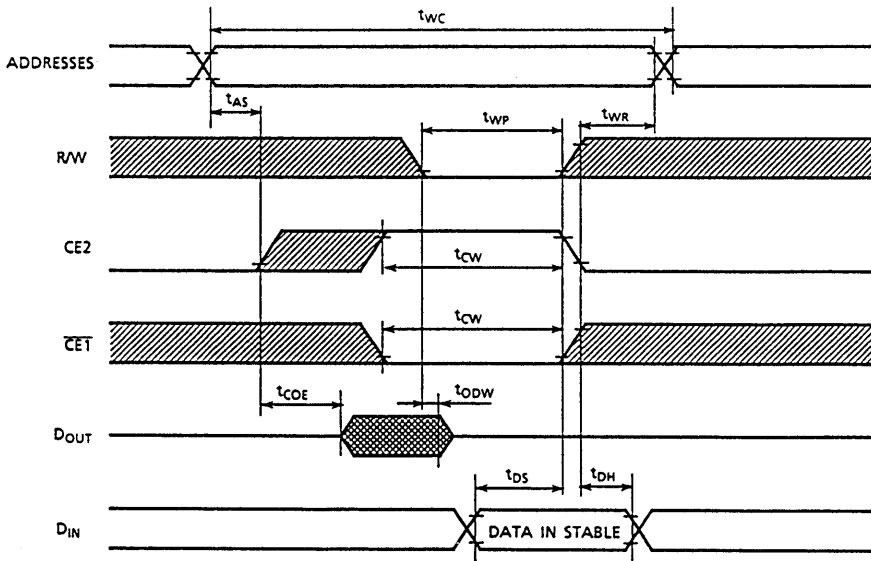 tWC
ADDRESSES
tAS
tWP
tWR
R/W
CE2
tCW
tCW
CE1
tCOE
tODW
DOUT
tDS
tDH
DIN
DATA IN STABLE